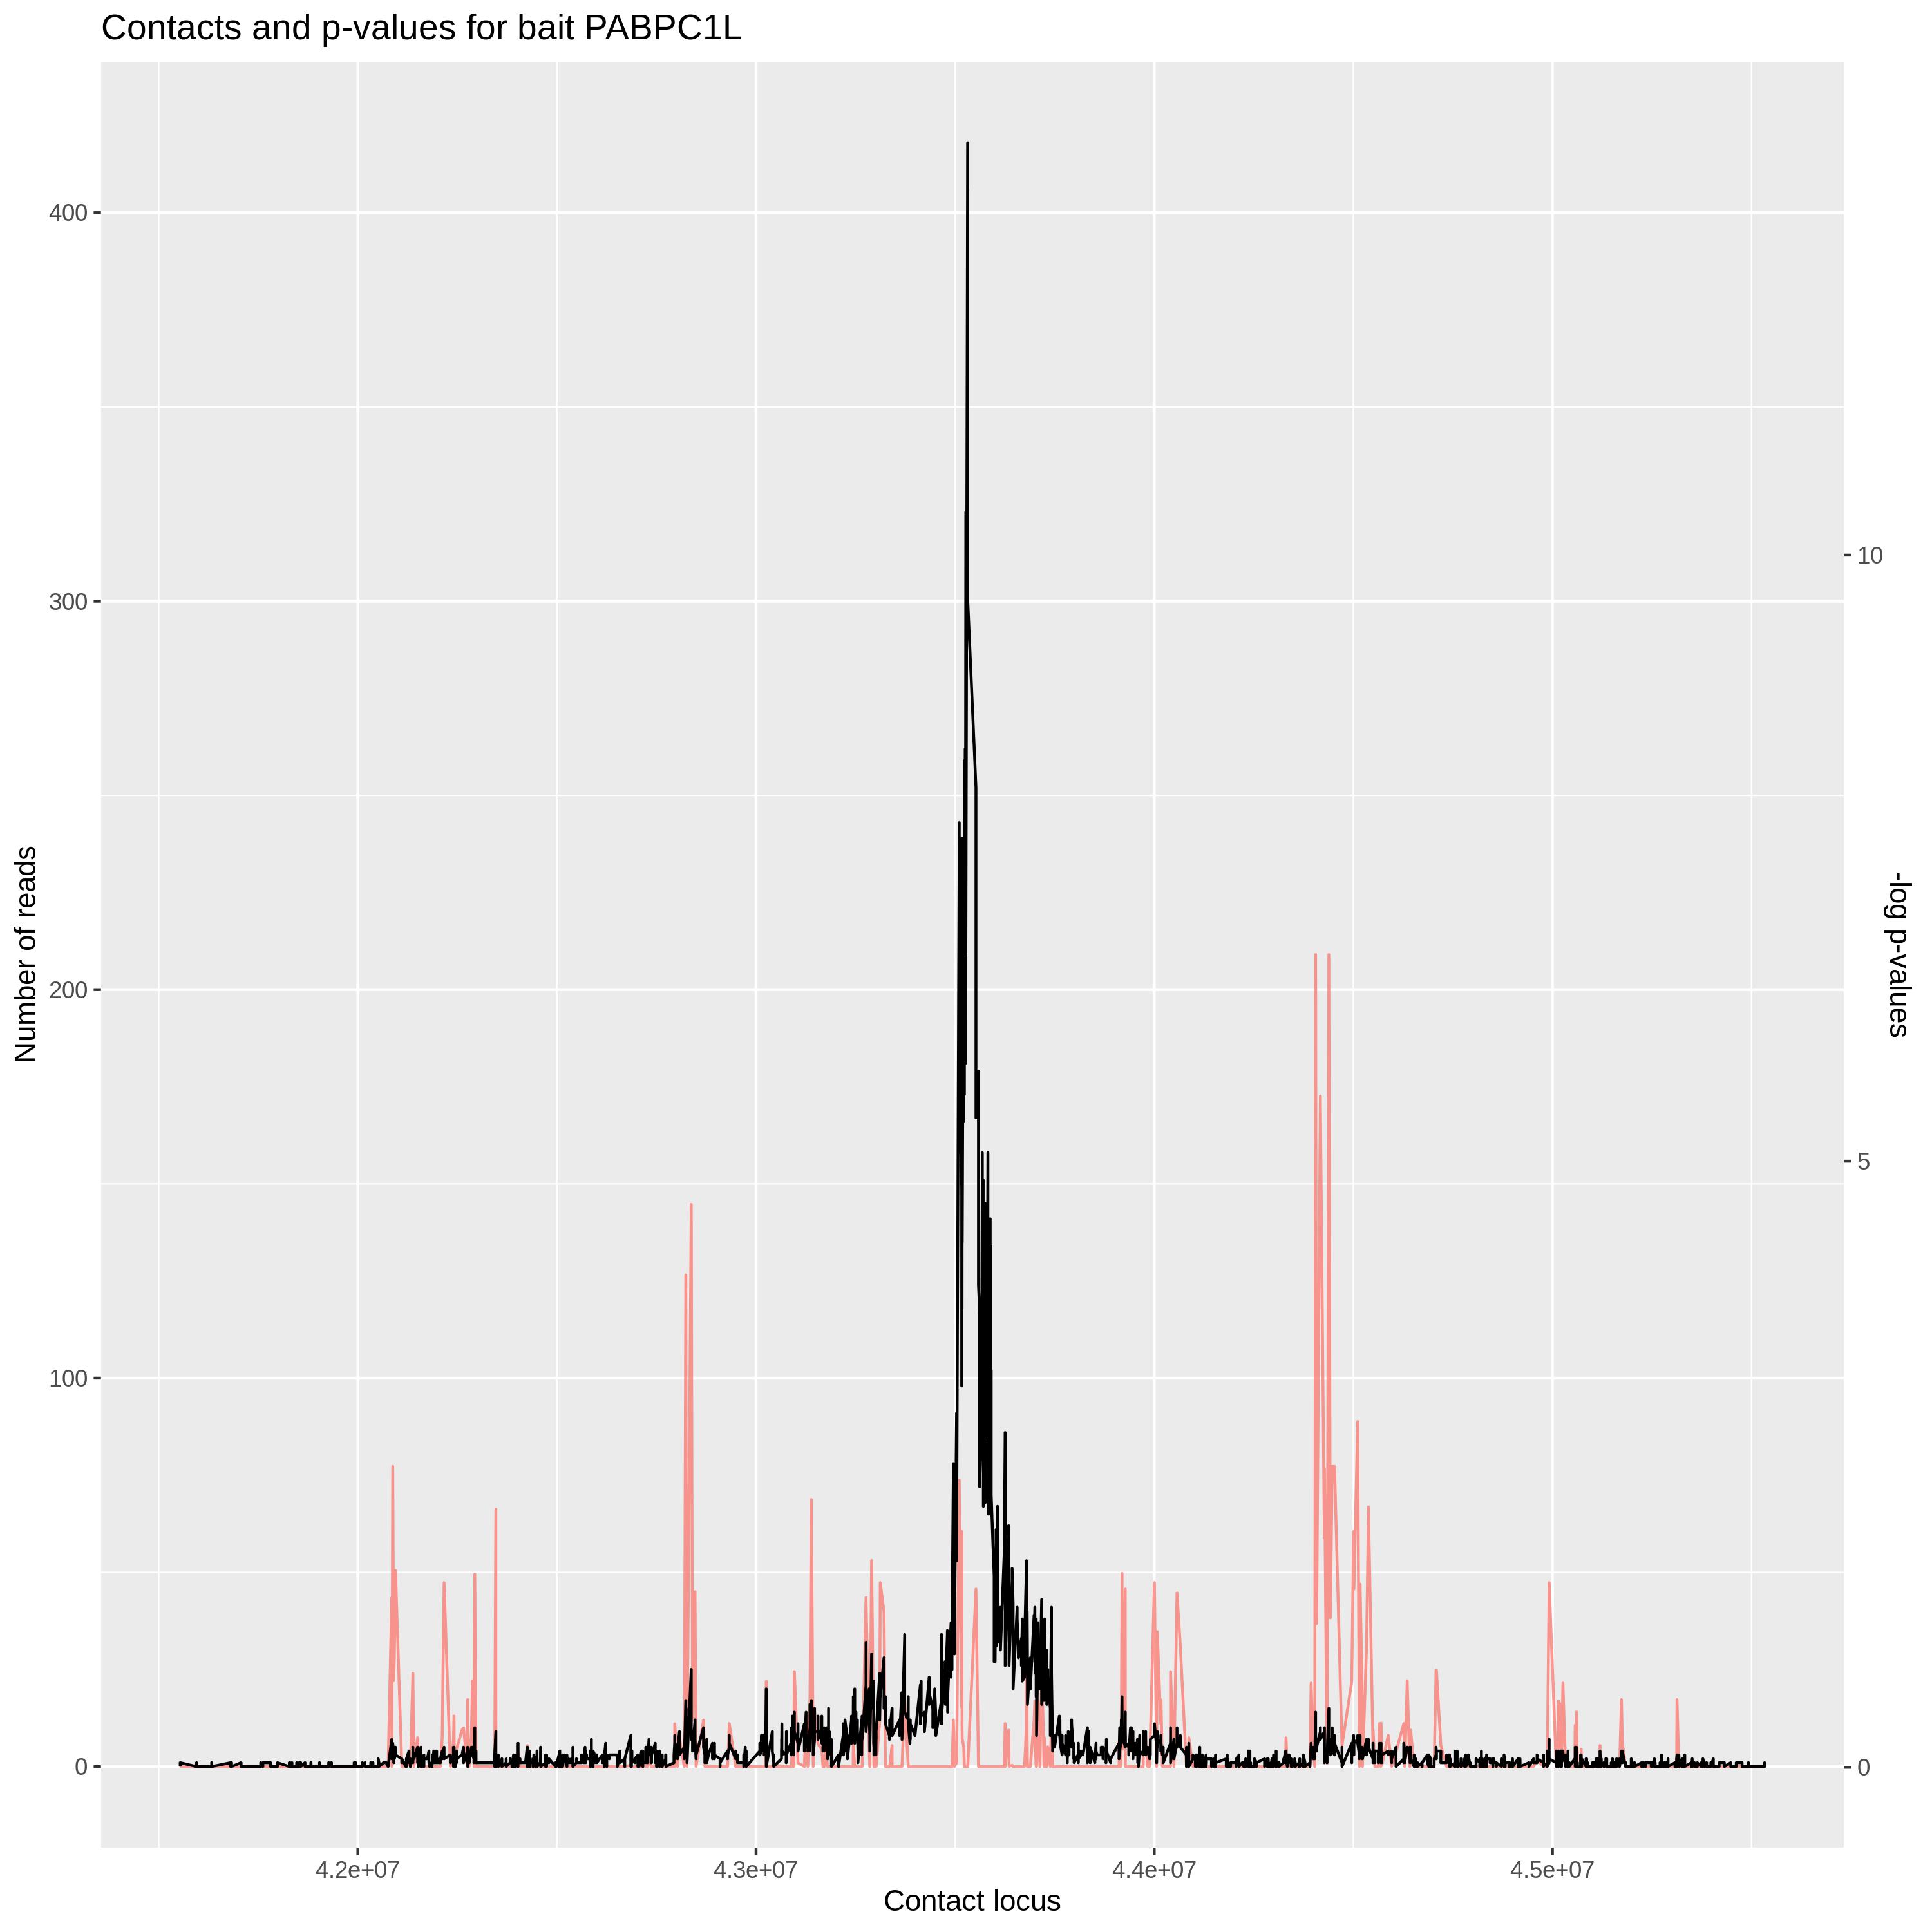 Contacts and p-values for bait PABPC1L
400
300
200
100
0
10
5
0
Number of reads
-log p-values
4.2e+07 4.3e+07 4.4e+07 4.5e+07
Contact locus